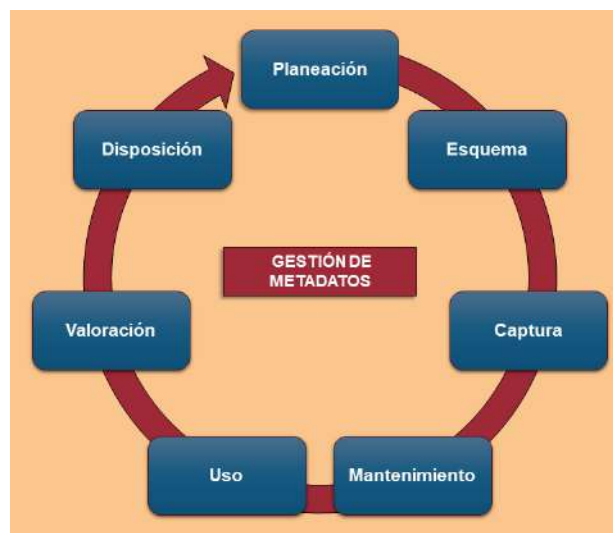 Planeación
Esquema
Captura
Mantenimiento
Uso
Valoración
Disposición
GESTIÓN DE
METADATOS